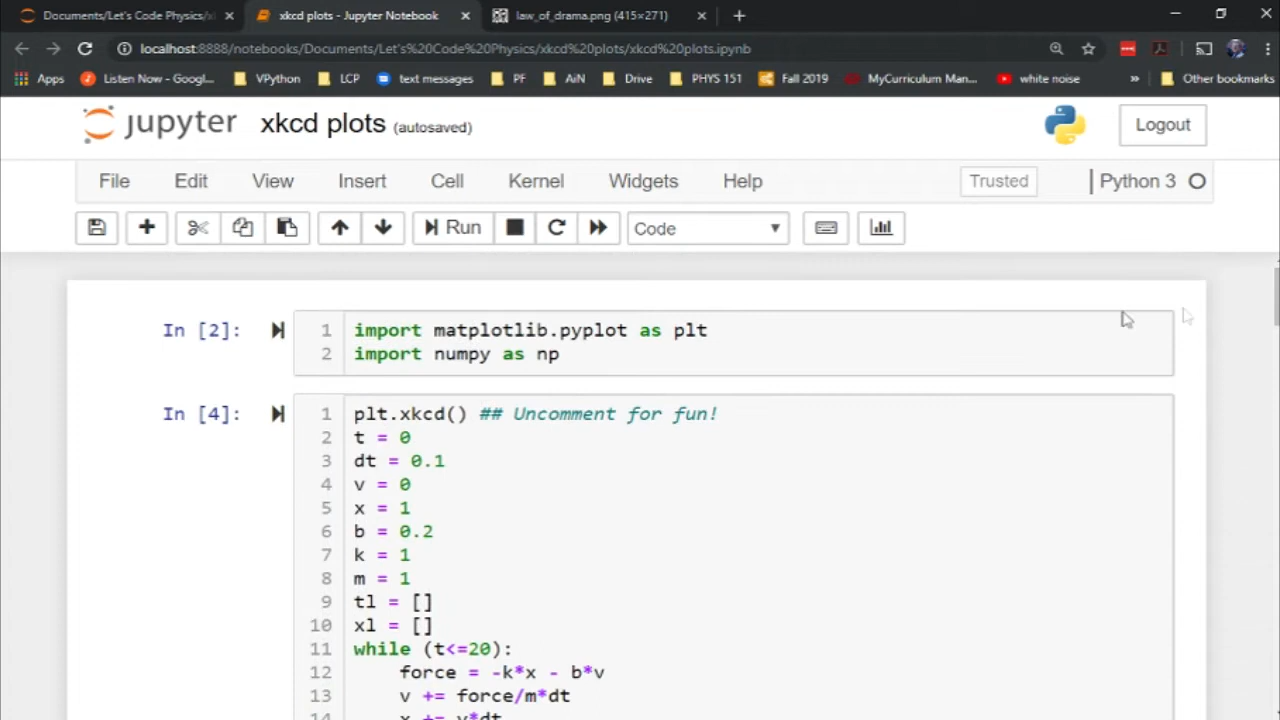 Documents/Let's Code Physics/x
xkcd plots - Jupyter Notebook
law_of_drama.png (415×271)
localhost:8888/notebooks/Documents/Let's%20Code%20Physics/xkcd%20plots/xkcd%20plots.ipynb
Apps
Listen Now - Googl...
VPython
LCP
text messages
PF
AiN
Drive
PHYS 151
Fall 2019
MyCurriculum Man...
white noise
»
Other bookmarks
jupyter
xkcd plots (autosaved)
Logout
File
Edit
View
Insert
Cell
Kernel
Widgets
Help
Trusted
Python 3
Run
Code
In [2]:
1 import matplotlib.pyplot as plt
2 import numpy as np
In [4]:
1 plt.xkcd() ## Uncomment for fun!
2 t = 0
3 dt = 0.1
4 v = 0
5 x = 1
6 b = 0.2
7 k = 1
8 m = 1
9 tl = []
10 xl = []
11 while (t<=20):
12 force = -k*x - b*v
13 v += force/m*dt
14 x += v*dt